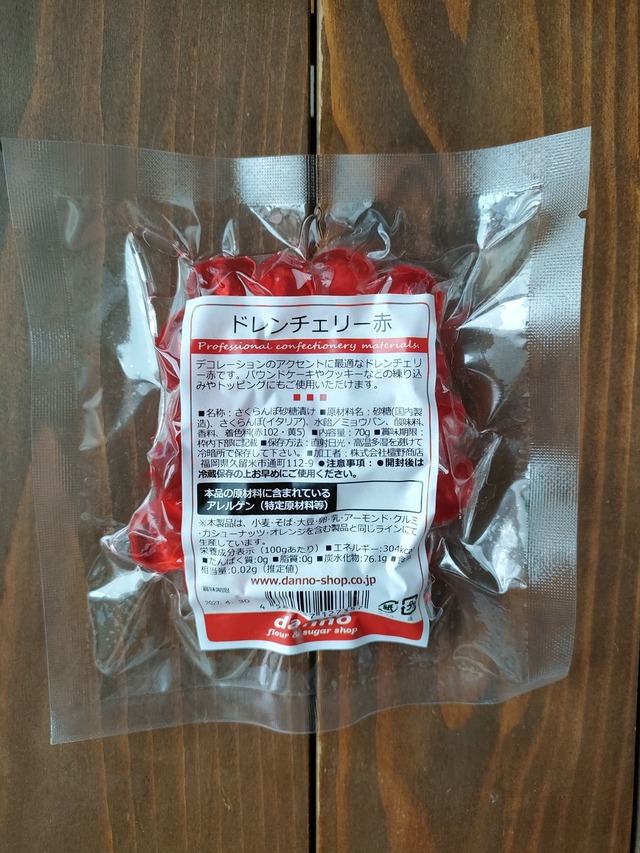 ドレンチェリー赤
Professional confectionery materials.
デコレーションのアクセントに最適なドレンチェリ
ー赤です。パウンドケーキやクッキーなどの練り込
みやトッピングにもご使用いただけます。
■名称：さくらんぼ砂糖漬け ■原材料名：砂糖(国内製
造)、さくらんぼ(イタリア)、水飴／ミョウバン、酸味料、
香料、着色料(赤102・黄5) ■内容量：70g ■賞味期限：
枠内下部に記載 ■保存方法：直射日光・高温多湿を避けて
冷暗所で保存して下さい。 ■加工者：株式会社檀野商店
福岡県久留米市通町112-9 ●注意事項：●開封後は
冷蔵保存の上お早めにご使用ください。
本品の原材料に含まれている
アレルゲン（特定原材料等）
※本製品は、小麦・そば・大豆・卵・乳・アーモンド・クルミ
・カシューナッツ・オレンジを含む製品と同じラインにて
生産しています。
栄養成分表示（100gあたり）■エネルギー:304kcal
■たんぱく質:0g ■脂質:0g ■炭水化物:76.1g ■食塩
相当量:0.02g（推定値）
www.danno-shop.co.jp
賞味期限
2027. 4. 30
紙
danno
flour & sugar shop